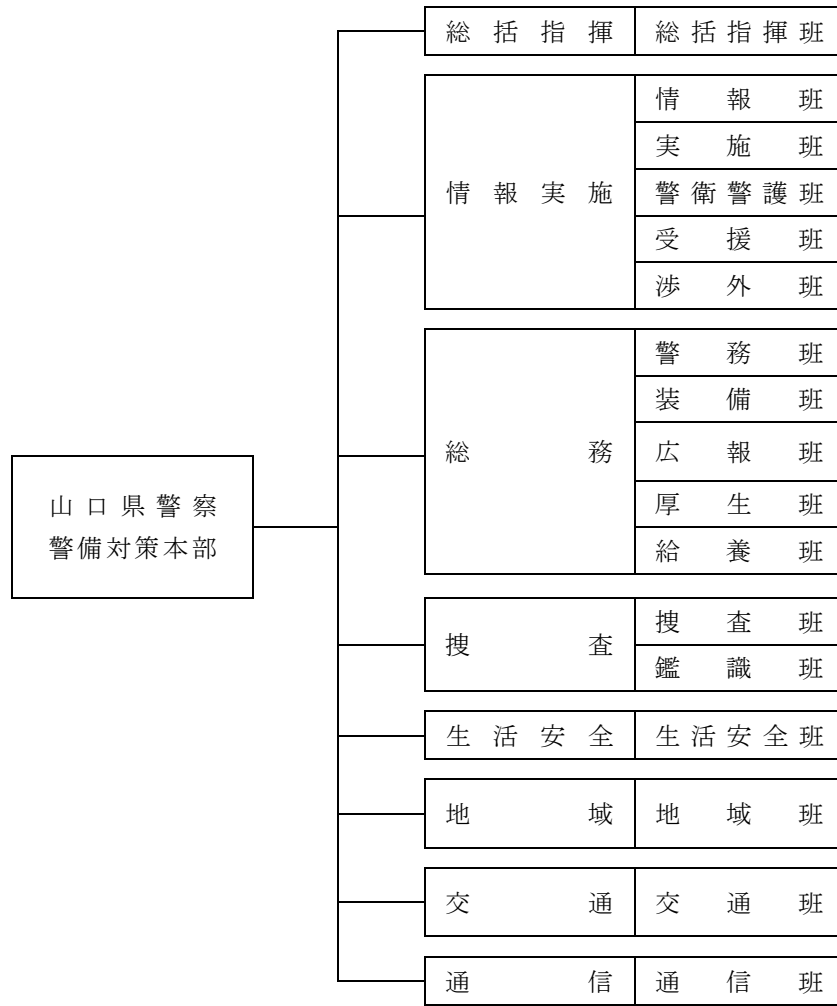 総括指揮 総括指揮班
情報実施 情報班
実施班
警衛警護班
受援班
渉外班
総務 警務班
装備班
広報班
厚生班
給養班
山口県警察
警備対策本部
捜査 捜査班
鑑識班
生活安全 生活安全班
地域 地域班
交通 交通班
通信 通信班